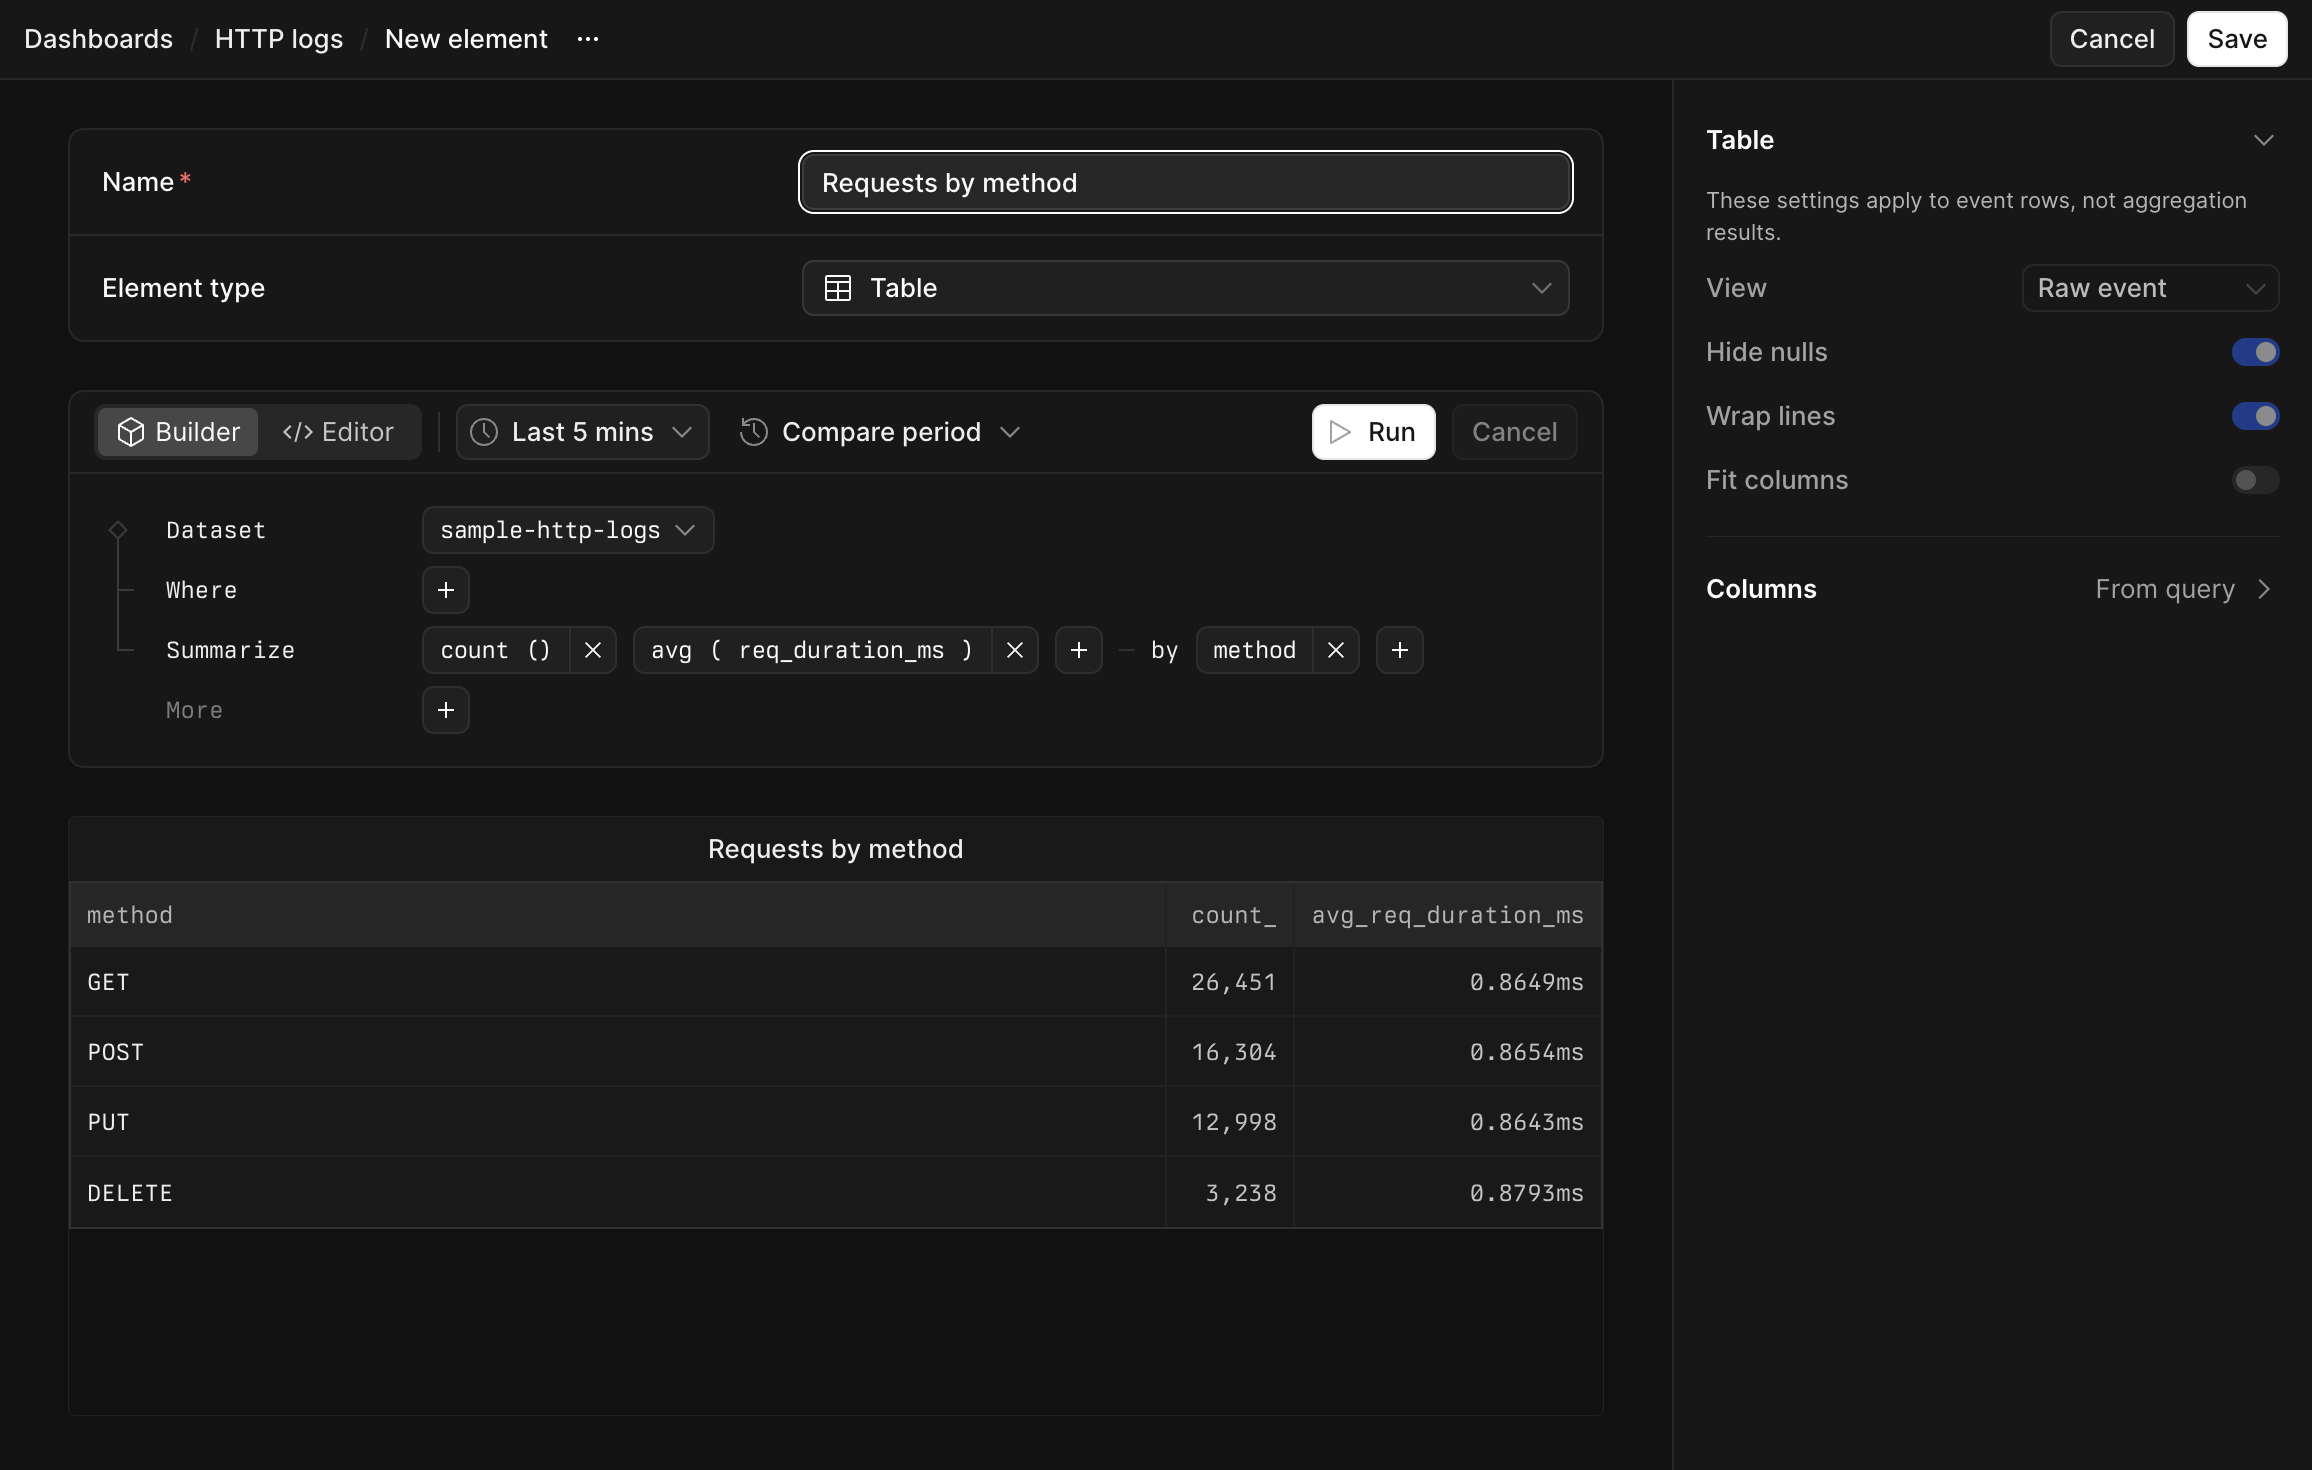 Dashboards / HTTP logs / New element ···
Cancel Save
Name*
Requests by method
Element type
Table
Builder </> Editor Last 5 mins Compare period Run Cancel
Dataset sample-http-logs
Where +
Summarize count () × avg ( req_duration_ms ) × + — by method × +
More +
Requests by method
method count_ avg_req_duration_ms
GET 26,451 0.8649ms
POST 16,304 0.8654ms
PUT 12,998 0.8643ms
DELETE 3,238 0.8793ms
Table
These settings apply to event rows, not aggregation
results.
View Raw event
Hide nulls
Wrap lines
Fit columns
Columns From query